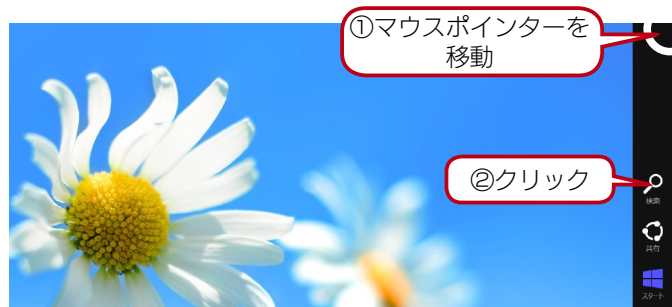 ①マウスポインターを
移動
②クリック
検索
共有
スタート